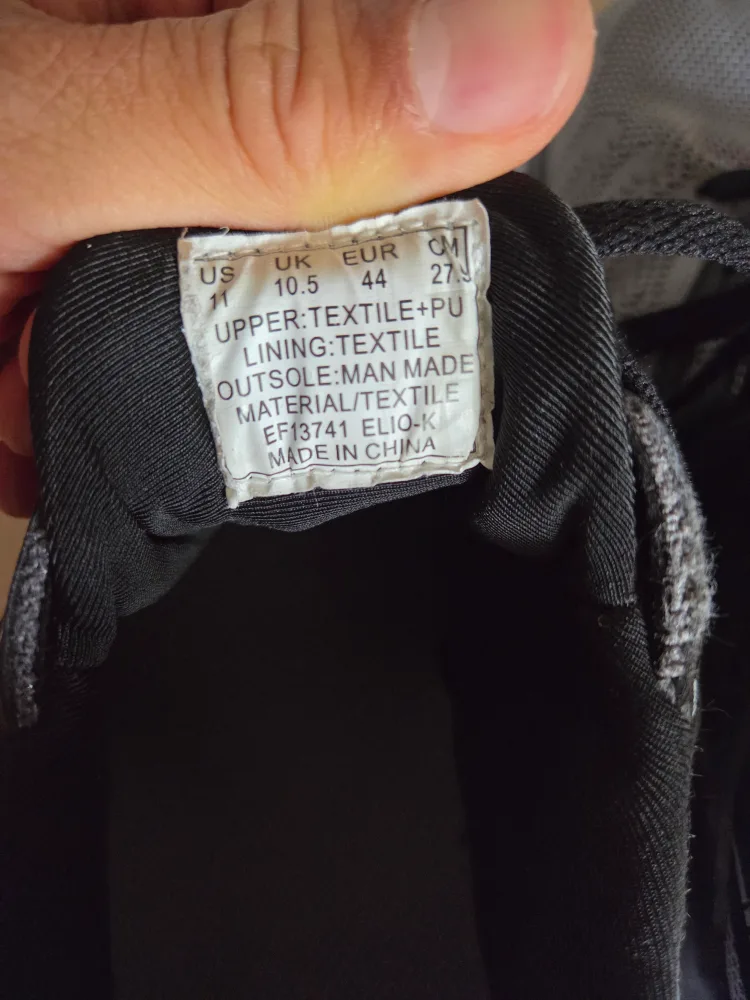 US UK EUR CM
11 10.5 44 27.5
UPPER:TEXTILE+PU
LINING:TEXTILE
OUTSOLE:MAN MADE
MATERIAL/TEXTILE
EF13741 ELIO-K
MADE IN CHINA